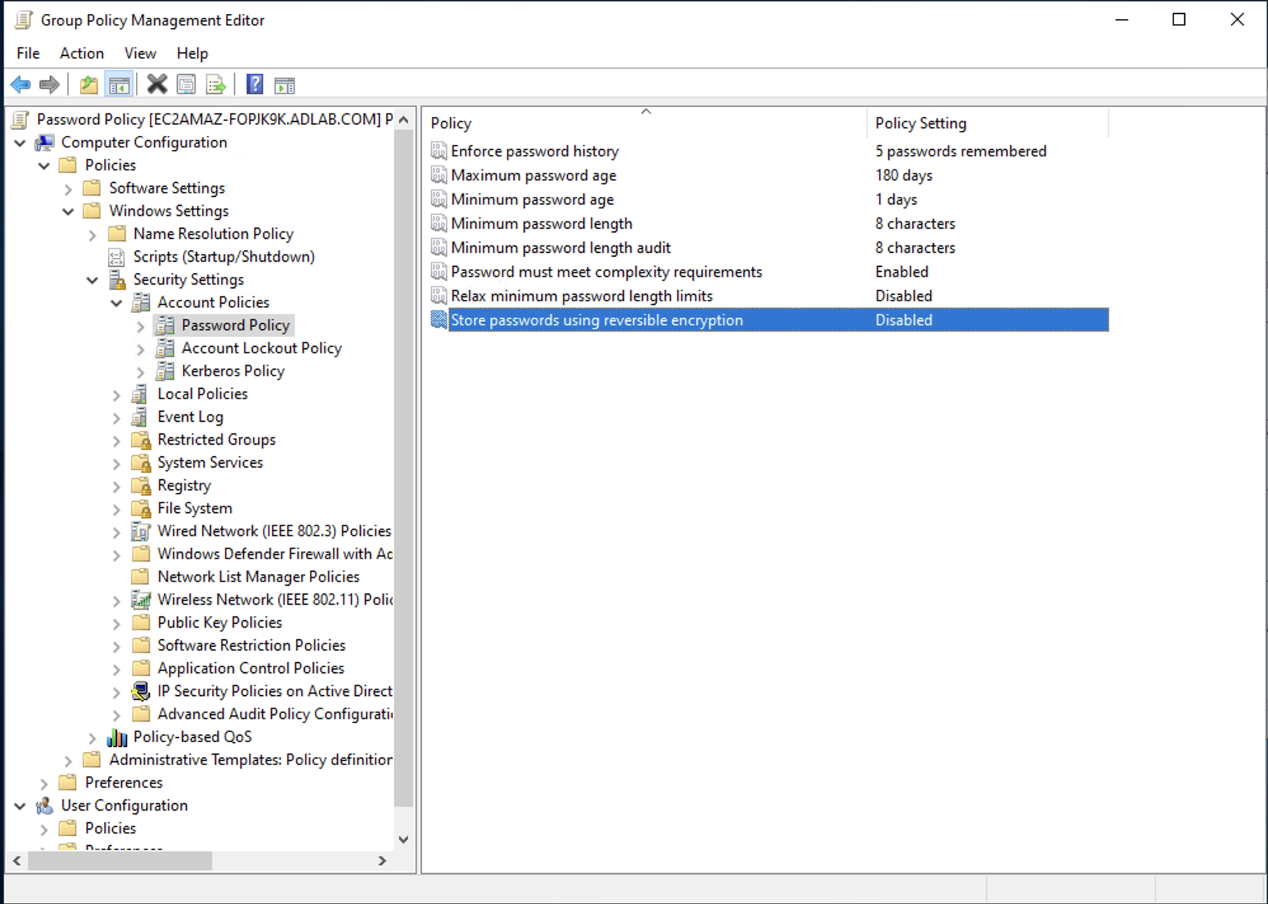 Group Policy Management Editor
File Action View Help
Password Policy [EC2AMAZ-FOPJK9K.ADLAB.COM] P
Computer Configuration
Policies
Software Settings
Windows Settings
Name Resolution Policy
Scripts (Startup/Shutdown)
Security Settings
Account Policies
Password Policy
Account Lockout Policy
Kerberos Policy
Local Policies
Event Log
Restricted Groups
System Services
Registry
File System
Wired Network (IEEE 802.3) Policies
Windows Defender Firewall with Ad
Network List Manager Policies
Wireless Network (IEEE 802.11) Polic
Public Key Policies
Software Restriction Policies
Application Control Policies
IP Security Policies on Active Direct
Advanced Audit Policy Configurati
Policy-based QoS
Administrative Templates: Policy definition
Preferences
User Configuration
Policies
Preferences
Policy Policy Setting
Enforce password history 5 passwords remembered
Maximum password age 180 days
Minimum password age 1 days
Minimum password length 8 characters
Minimum password length audit 8 characters
Password must meet complexity requirements Enabled
Relax minimum password length limits Disabled
Store passwords using reversible encryption Disabled